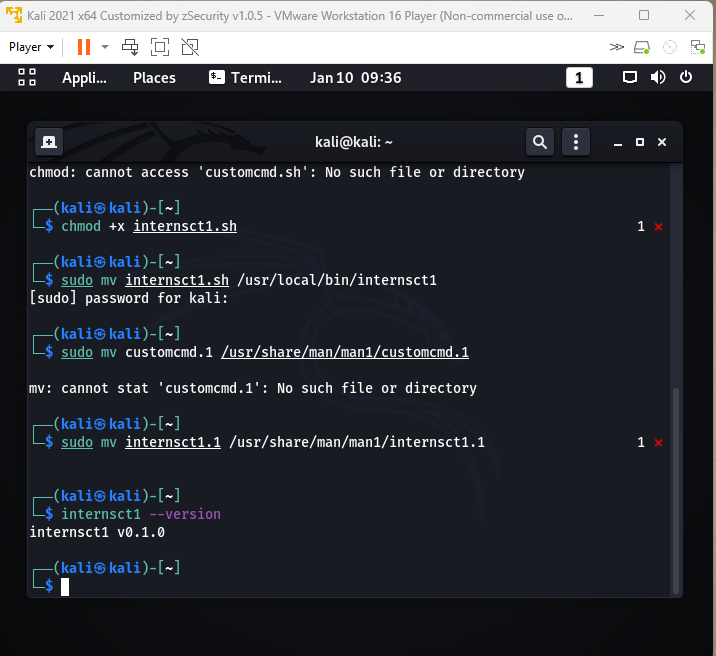 Kali 2021 x64 Customized by zSecurity v1.0.5 - VMware Workstation 16 Player (Non-commercial use o...
Player
Appli... Places Termi... Jan 10 09:36 1
kali@kali: ~
chmod: cannot access 'customcmd.sh': No such file or directory
┌──(kali㉿kali)-[~]
└─$ chmod +x internsct1.sh 1 ⨯
┌──(kali㉿kali)-[~]
└─$ sudo mv internsct1.sh /usr/local/bin/internsct1
[sudo] password for kali:
┌──(kali㉿kali)-[~]
└─$ sudo mv customcmd.1 /usr/share/man/man1/customcmd.1
mv: cannot stat 'customcmd.1': No such file or directory
┌──(kali㉿kali)-[~]
└─$ sudo mv internsct1.1 /usr/share/man/man1/internsct1.1 1 ⨯
┌──(kali㉿kali)-[~]
└─$ internsct1 --version
internsct1 v0.1.0
┌──(kali㉿kali)-[~]
└─$